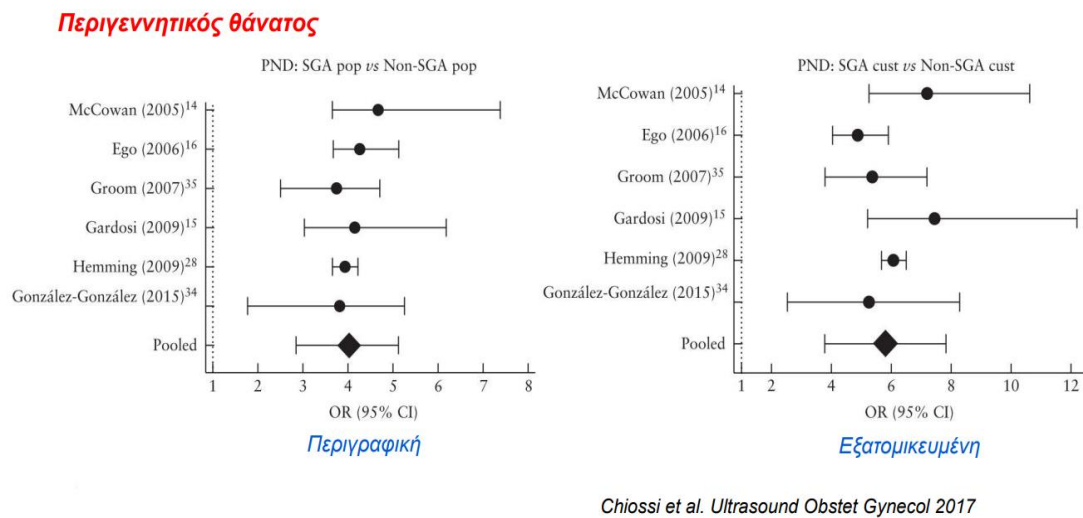 Περιγεννητικός θάνατος
PND: SGA pop vs Non-SGA pop
McCowan (2005)14
Ego (2006)16
Groom (2007)35
Gardosi (2009)15
Hemming (2009)28
González-González (2015)34
Pooled
1 2 3 4 5 6 7 8
OR (95% CI)
Περιγραφική
PND: SGA cust vs Non-SGA cust
McCowan (2005)14
Ego (2006)16
Groom (2007)35
Gardosi (2009)15
Hemming (2009)28
González-González (2015)34
Pooled
1 2 4 6 8 10 12
OR (95% CI)
Εξατομικευμένη
Chiossi et al. Ultrasound Obstet Gynecol 2017